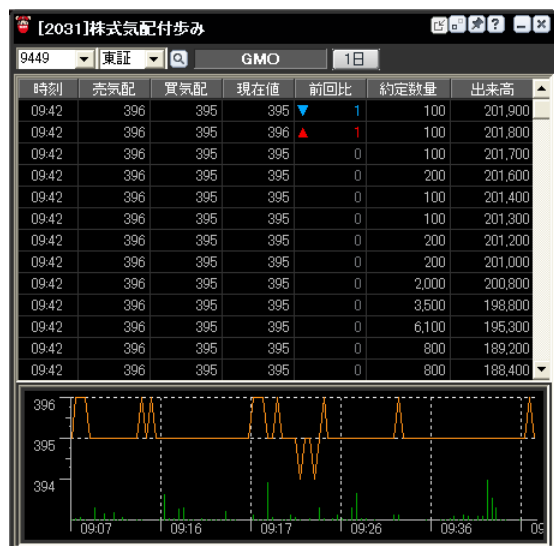 [2031]株式気配付歩み
9449 東証 GMO 1日
時刻 売気配 買気配 現在値 前回比 約定数量 出来高
09:42 396 395 395 ▼ 1 100 201,900
09:42 396 395 396 ▲ 1 100 201,800
09:42 396 395 395 0 100 201,700
09:42 396 395 395 0 200 201,600
09:42 396 395 395 0 100 201,400
09:42 396 395 395 0 100 201,300
09:42 396 395 395 0 200 201,200
09:42 396 395 395 0 200 201,000
09:42 396 395 395 0 2,000 200,800
09:42 396 395 395 0 3,500 198,800
09:42 396 395 395 0 6,100 195,300
09:42 396 395 395 0 800 189,200
09:42 396 395 395 0 800 188,400
396
395
394
09:07 09:16 09:17 09:26 09:36 09